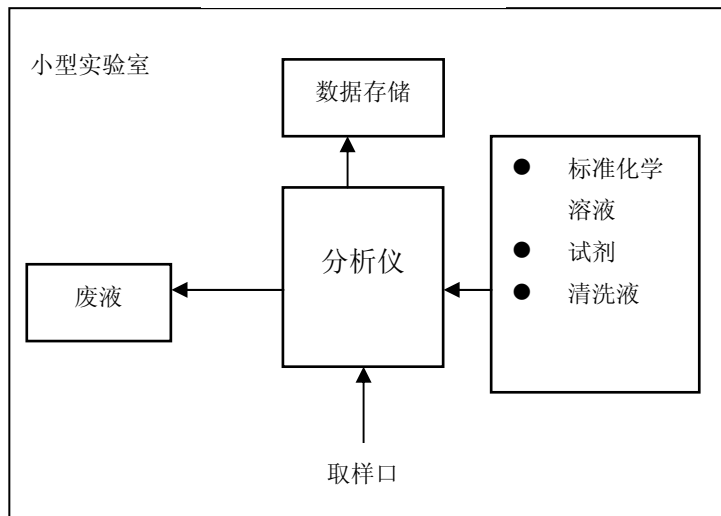 小型实验室
数据存储
● 标准化学
溶液
● 试剂
● 清洗液
分析仪
废液
取样口